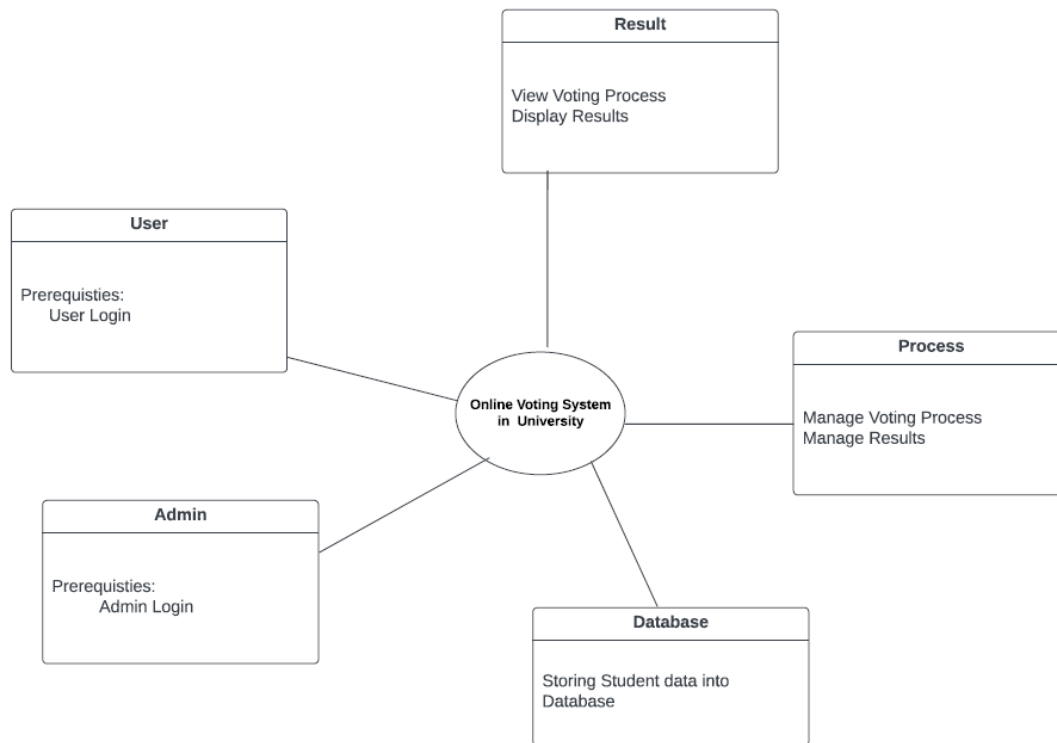 Result
View Voting Process
Display Results
User
Prerequisties:
User Login
Online Voting System
in University
Process
Manage Voting Process
Manage Results
Admin
Prerequisties:
Admin Login
Database
Storing Student data into
Database